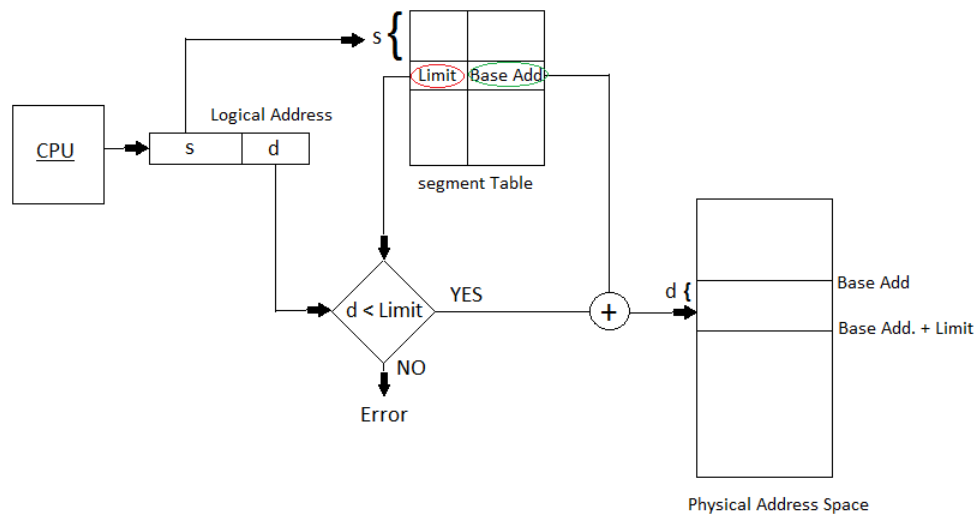 s {
Limit
Base Add
Logical Address
CPU
s
d
segment Table
d < Limit
YES
+
d {
Base Add
Base Add. + Limit
NO
Error
Physical Address Space